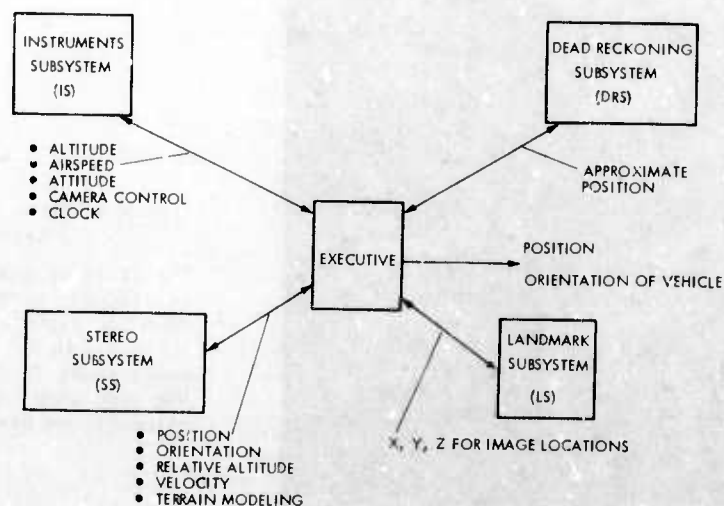 INSTRUMENTS
SUBSYSTEM
(IS)
DEAD RECKONING
SUBSYSTEM
(DRS)
• ALTITUDE
• AIRSPEED
• ATTITUDE
• CAMERA CONTROL
• CLOCK
APPROXIMATE
POSITION
EXECUTIVE
POSITION
ORIENTATION OF VEHICLE
STEREO
SUBSYSTEM
(SS)
LANDMARK
SUBSYSTEM
(LS)
• POSITION
• ORIENTATION
• RELATIVE ALTITUDE
• VELOCITY
• TERRAIN MODELING
X, Y, Z FOR IMAGE LOCATIONS